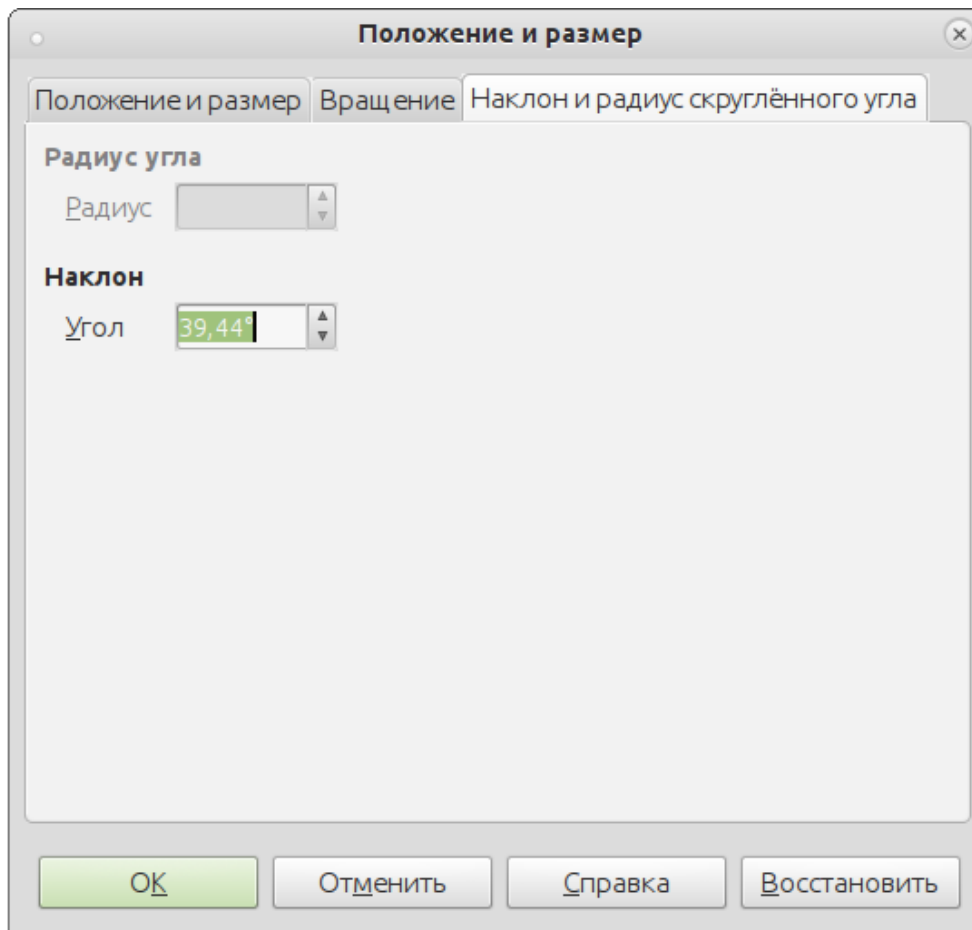 Положение и размер
Положение и размер Вращение Наклон и радиус скруглённого угла
Радиус угла
Радиус
Наклон
Угол 39,44°
ОК Отменить Справка Восстановить